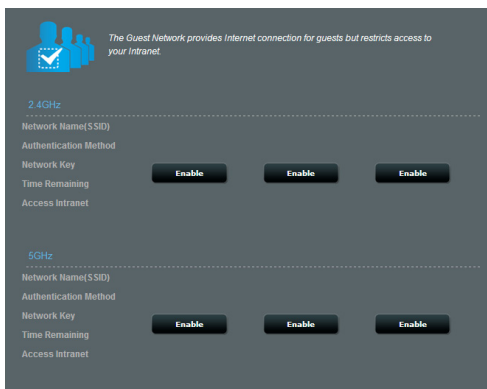 The Guest Network provides Internet connection for guests but restricts access to
your Intranet.
2.4GHz
Network Name(SSID)
Authentication Method
Network Key
Enable Enable Enable
Time Remaining
Access Intranet
5GHz
Network Name(SSID)
Authentication Method
Network Key
Enable Enable Enable
Time Remaining
Access Intranet